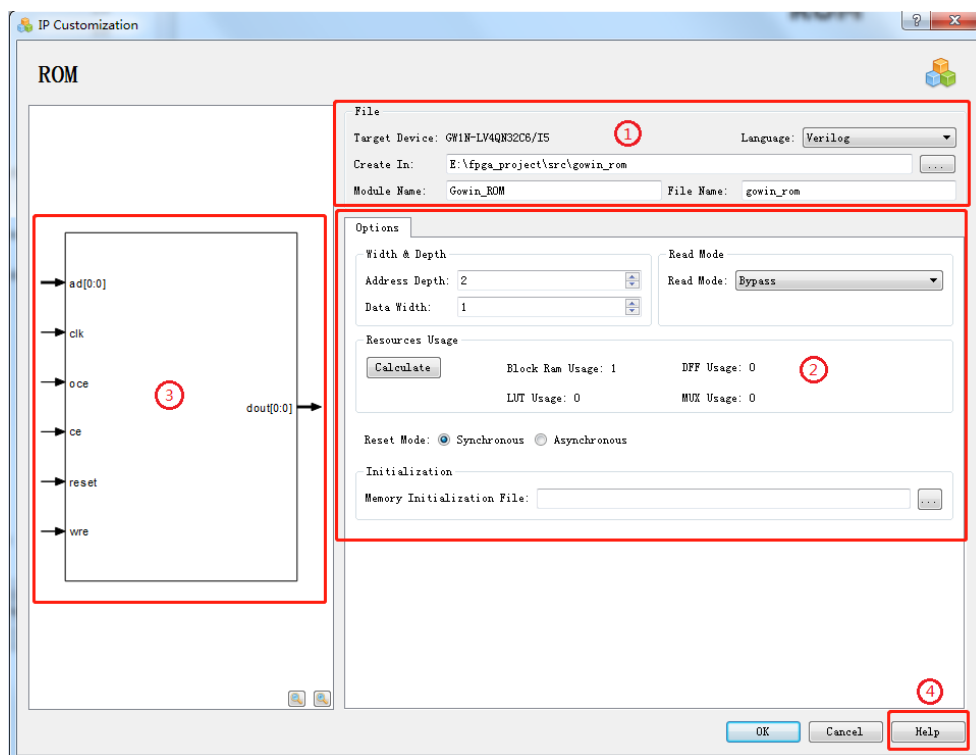 IP Customization
ROM
File
1
Target Device: GW1N-LV4QN32C6/I5
Language: Verilog
Create In: E:\fpga_project\src\gowin_rom ...
Module Name: Gowin_ROM
File Name: gowin_rom
Options
Width & Depth
Address Depth: 2
Data Width: 1
Read Mode
Read Mode: Bypass
Resources Usage
Calculate
Block Ram Usage: 1
DFF Usage: 0
LUT Usage: 0
MUX Usage: 0
2
Reset Mode: Synchronous Asynchronous
Initialization
Memory Initialization File: ...
ad[0:0]
clk
oce
ce
reset
wre
3
dout[0:0]
4
OK Cancel Help